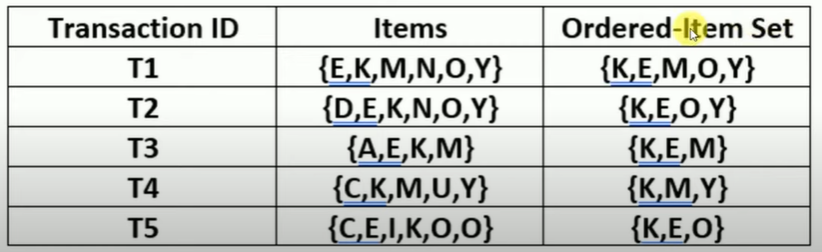 Transaction ID Items Ordered-Item Set
T1 {E,K,M,N,O,Y} {K,E,M,O,Y}
T2 {D,E,K,N,O,Y} {K,E,O,Y}
T3 {A,E,K,M} {K,E,M}
T4 {C,K,M,U,Y} {K,M,Y}
T5 {C,E,I,K,O,O} {K,E,O}